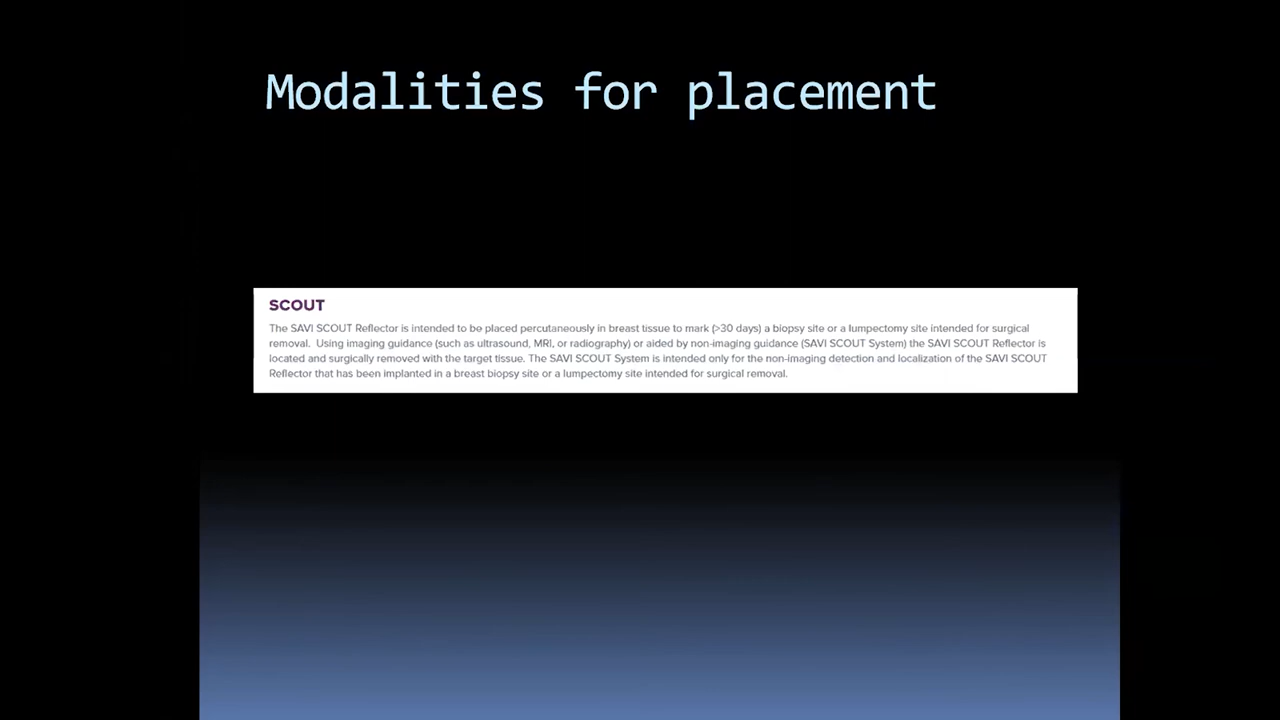 Modalities for placement
SCOUT
The SAVI SCOUT Reflector is intended to be placed percutaneously in breast tissue to mark (>30 days) a biopsy site or a lumpectomy site intended for surgical
removal.  Using imaging guidance (such as ultrasound, MRI, or radiography) or aided by non-imaging guidance (SAVI SCOUT System) the SAVI SCOUT Reflector is
located and surgically removed with the target tissue. The SAVI SCOUT System is intended only for the non-imaging detection and localization of the SAVI SCOUT
Reflector that has been implanted in a breast biopsy site or a lumpectomy site intended for surgical removal.